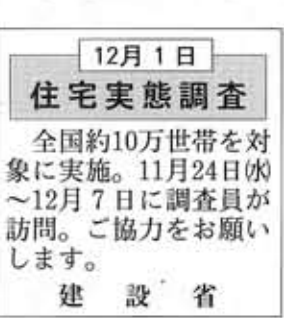 12月1日
住宅実態調査
全国約10万世帯を対
象に実施。11月24日㈬
～12月7日に調査員が
訪問。ご協力をお願い
します。
建設省